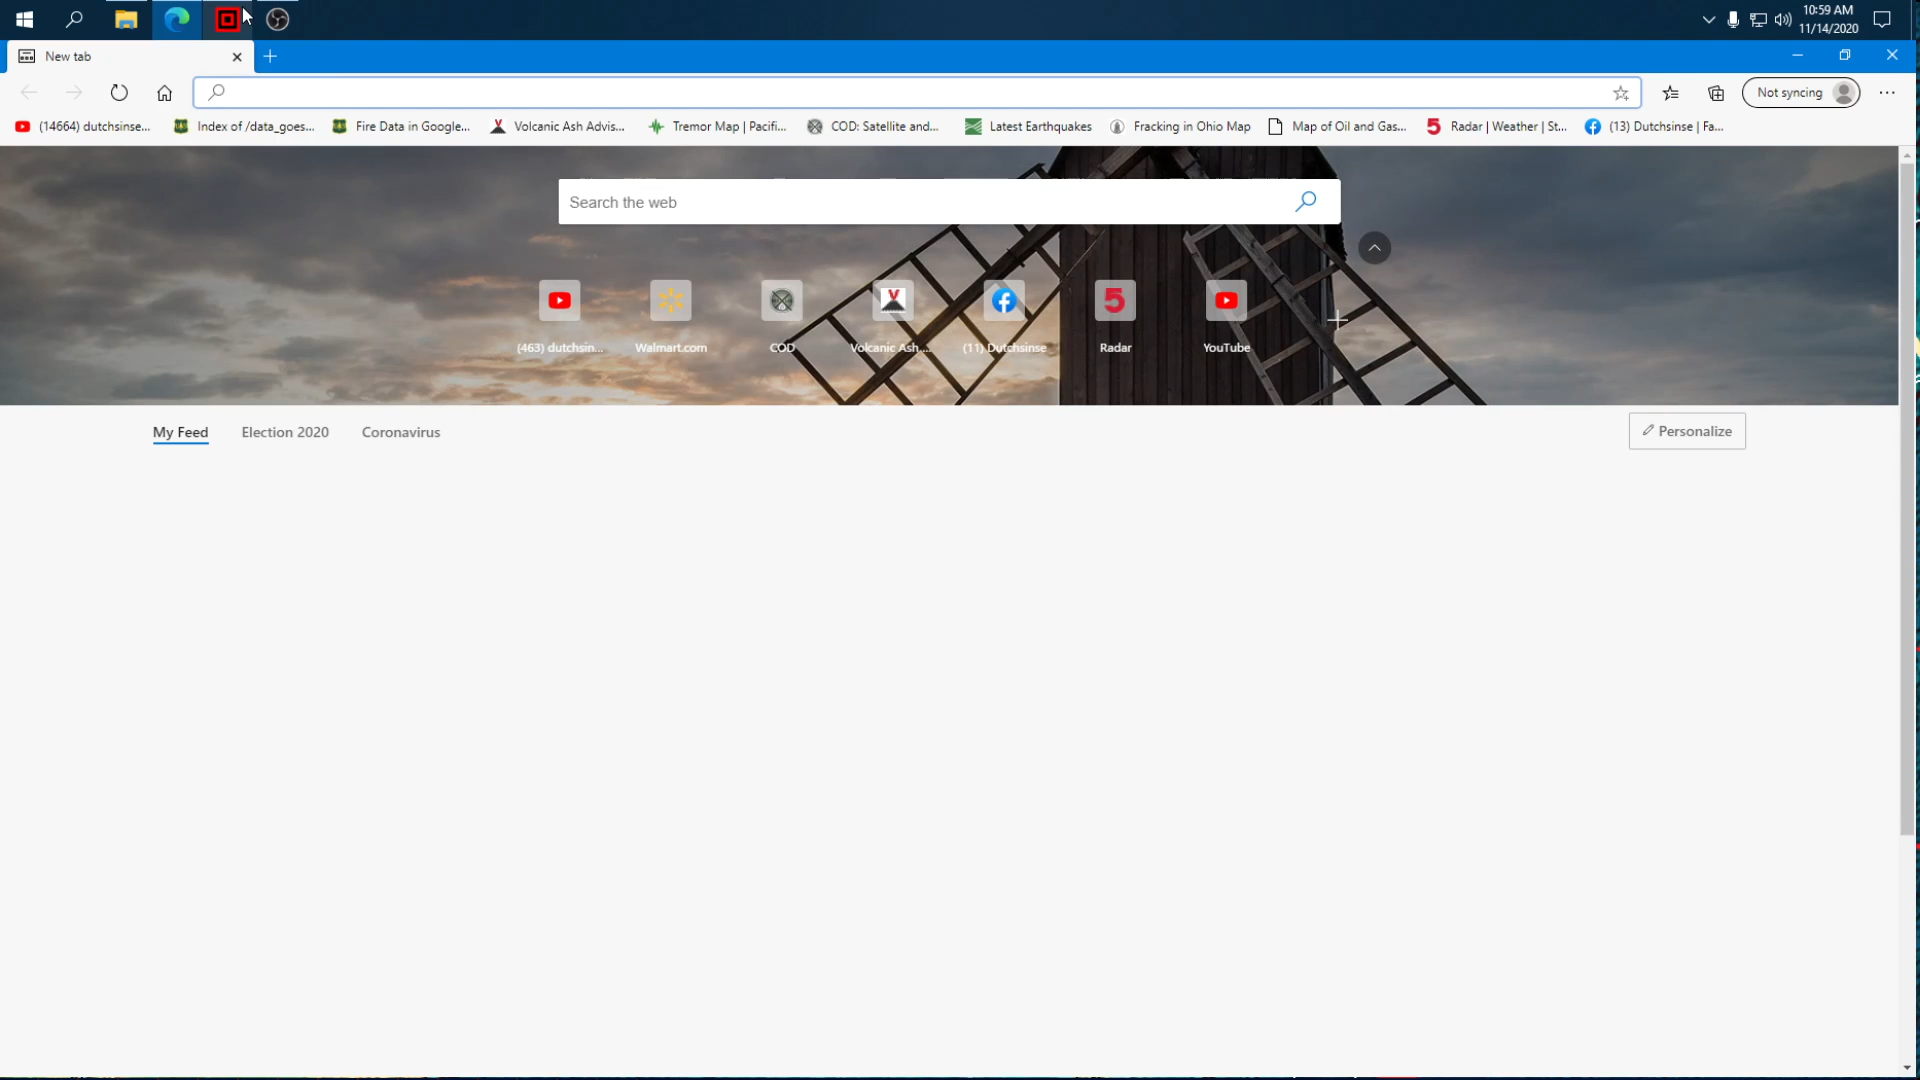 10:59 AM
11/14/2020
New tab
Not syncing
(14664) dutchsinse...
Index of /data_goes...
Fire Data in Google...
Volcanic Ash Advis...
Tremor Map | Pacifi...
COD: Satellite and...
Latest Earthquakes
Fracking in Ohio Map
Map of Oil and Gas...
5 Radar | Weather | St...
(13) Dutchsinse | Fa...
Search the web
5
(463) dutchsin...
Walmart.com
COD
Volcanic Ash...
(11) Dutchsinse
Radar
YouTube
My Feed
Election 2020
Coronavirus
Personalize